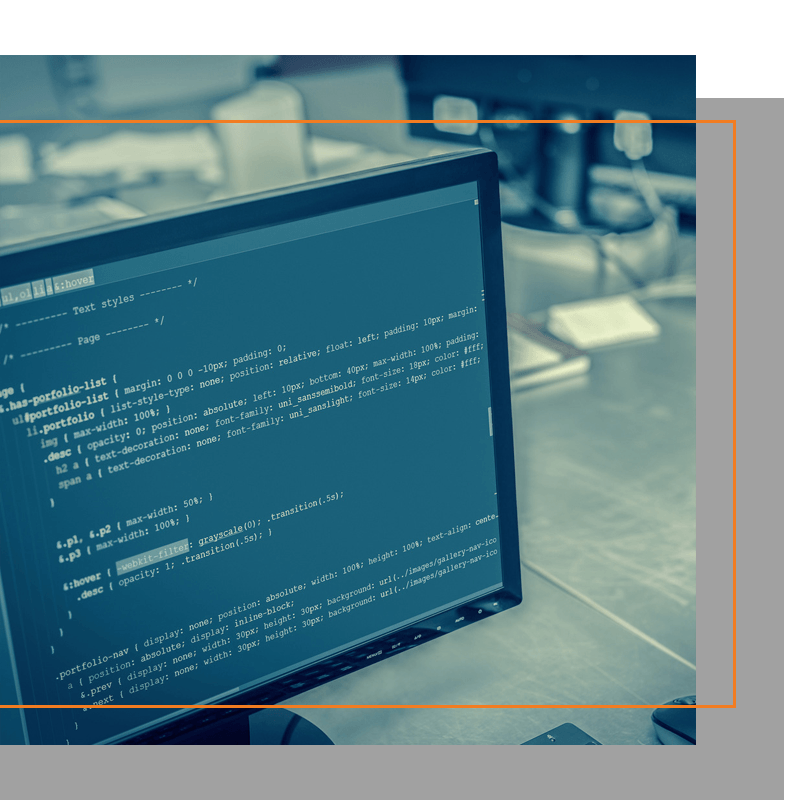 ul,ol li a &:hover
/* --------- Text styles -------- */
/* --------- Page -------- */
age {
&.has-porfolio-list {
ul#portfolio-list { margin: 0 0 0 -10px; padding: 0;
li.portfolio { list-style-type: none; position: relative; float: left; padding: 10px; margin:
img { max-width: 100%; }
.desc { opacity: 0; position: absolute; left: 10px; bottom: 40px; max-width: 100%; padding:
h2 a { text-decoration: none; font-family: uni_sanssemibold; font-size: 18px; color: #fff;
span a { text-decoration: none; font-family: uni_sanslight; font-size: 14px; color: #fff;
}
&.p1, &.p2 { max-width: 50%; }
&.p3 { max-width: 100%; }
&:hover { -webkit-filter: grayscale(0); .transition(.5s);
.desc { opacity: 1; .transition(.5s); }
}
}
}
.portfolio-nav { display: none; position: absolute; width: 100%; height: 100%; text-align: cente
a { position: absolute; display: inline-block;
&.prev { display: none; width: 30px; height: 30px; background: url(../images/gallery-nav-ico
&.next { display: none; width: 30px; height: 30px; background: url(../images/gallery-nav-ico
}
}